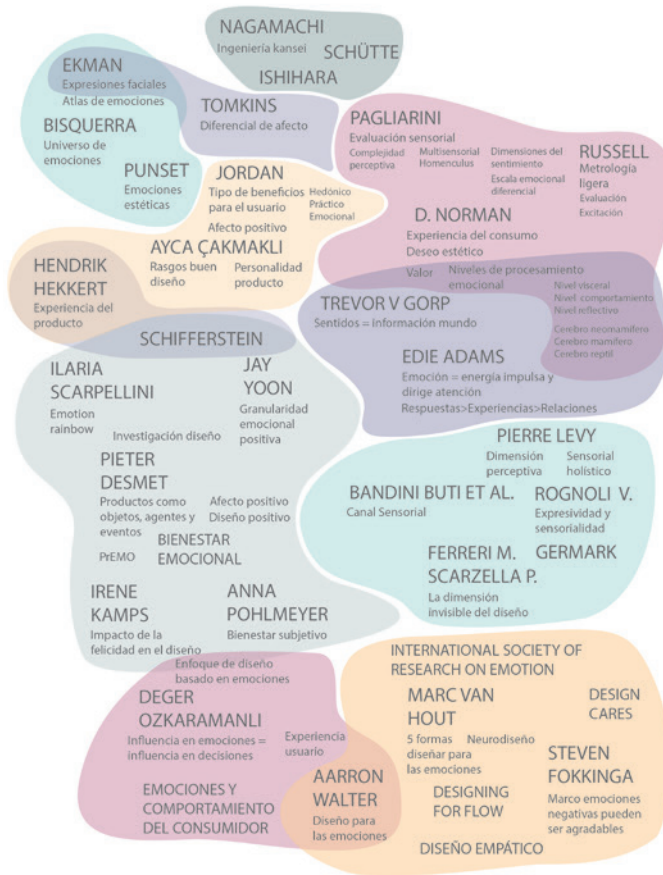 NAGAMACHI
Ingeniería kansei
SCHÜTTE
ISHIHARA
EKMAN
Expresiones faciales
Atlas de emociones
TOMKINS
Diferencial de afecto
BISQUERRA
Universo de
emociones
PUNSET
Emociones
estéticas
PAGLIARINI
Evaluación sensorial
Complejidad
perceptiva
Multisensorial
Homenculus
Dimensiones del
sentimiento
Escala emocional
diferencial
RUSSELL
Metrología
ligera
Evaluación
Excitación
JORDAN
Tipo de beneficios
para el usuario
Hedónico
Práctico
Emocional
Afecto positivo
AYCA ÇAKMAKLI
Rasgos buen
diseño
Personalidad
producto
D. NORMAN
Experiencia del consumo
Deseo estético
Valor
Niveles de procesamiento
emocional
Nivel visceral
Nivel comportamiento
Nivel reflectivo
Cerebro neomamífero
Cerebro mamífero
Cerebro reptil
HENDRIK
HEKKERT
Experiencia del
producto
TREVOR V GORP
Sentidos = información mundo
EDIE ADAMS
Emoción = energía impulsa y
dirige atención
Respuestas>Experiencias>Relaciones
SCHIFFERSTEIN
ILARIA
SCARPELLINI
Emotion
rainbow
JAY
YOON
Granularidad
emocional
positiva
Investigación diseño
PIETER
DESMET
Productos como
objetos, agentes y
eventos
Afecto positivo
Diseño positivo
PrEMO
BIENESTAR
EMOCIONAL
IRENE
KAMPS
Impacto de la
felicidad en el diseño
ANNA
POHLMEYER
Bienestar subjetivo
PIERRE LEVY
Dimensión
perceptiva
Sensorial
holístico
BANDINI BUTI ET AL.
Canal Sensorial
ROGNOLI V.
Expresividad y
sensorialidad
FERRERI M.
SCARZELLA P.
La dimensión
invisible del diseño
GERMARK
Enfoque de diseño
basado en emociones
DEGER
OZKARAMANLI
Influencia en emociones =
influencia en decisiones
Experiencia
usuario
EMOCIONES Y
COMPORTAMIENTO
DEL CONSUMIDOR
AARRON
WALTER
Diseño para
las emociones
INTERNATIONAL SOCIETY OF
RESEARCH ON EMOTION
MARC VAN
HOUT
5 formas
diseñar para
las emociones
Neurodiseño
DESIGN
CARES
STEVEN
FOKKINGA
Marco emociones
negativas pueden
ser agradables
DESIGNING
FOR FLOW
DISEÑO EMPÁTICO